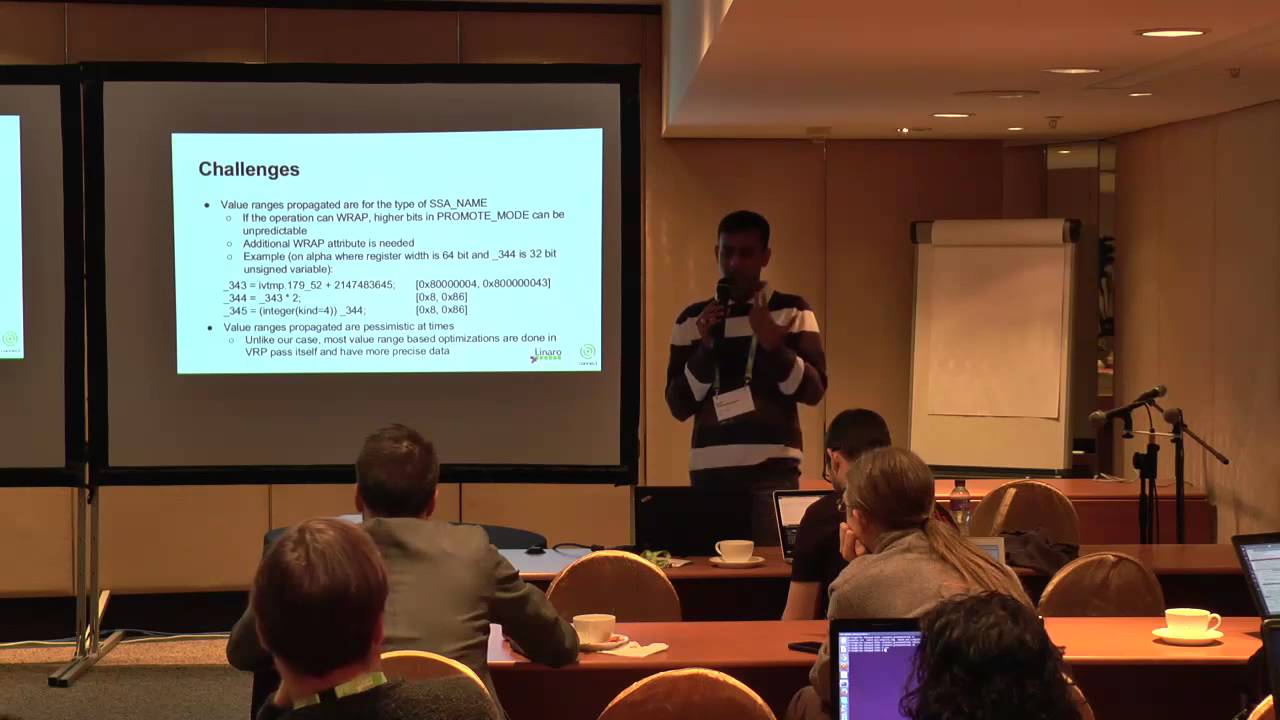 Challenges
● Value ranges propagated are for the type of SSA_NAME
○ If the operation can WRAP, higher bits in PROMOTE_MODE can be
unpredictable
○ Additional WRAP attribute is needed
○ Example (on alpha where register width is 64 bit and _344 is 32 bit
unsigned variable):
_343 = ivtmp.179_52 + 2147483645; [0x80000004, 0x800000043]
_344 = _343 * 2; [0x8, 0x86]
_345 = (integer(kind=4)) _344; [0x8, 0x86]
● Value ranges propagated are pessimistic at times
○ Unlike our case, most value range based optimizations are done in
VRP pass itself and have more precise data
Linaro
connect